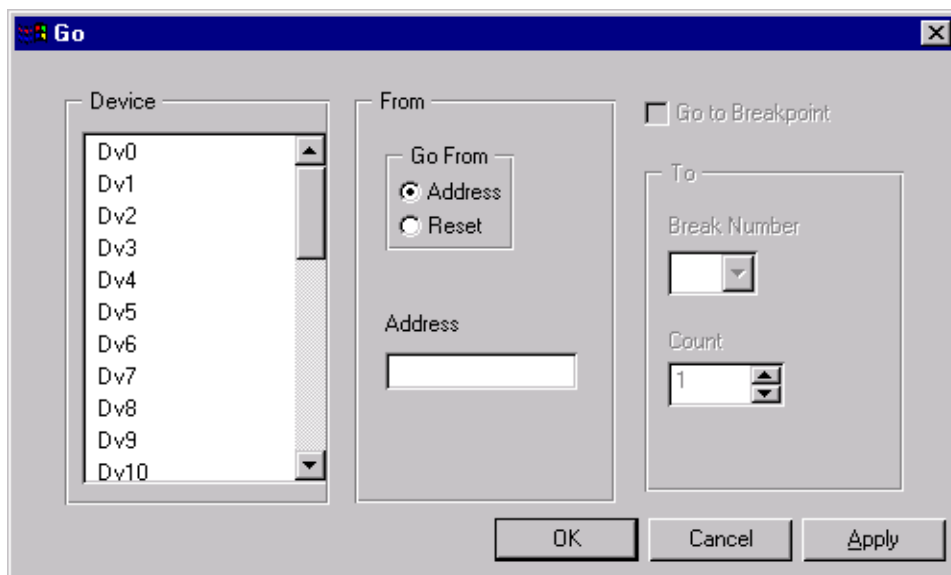 Go
Device
Dv0
Dv1
Dv2
Dv3
Dv4
Dv5
Dv6
Dv7
Dv8
Dv9
Dv10
From
Go From
Address
Reset
Address
Go to Breakpoint
To
Break Number
Count
1
OK
Cancel
Apply